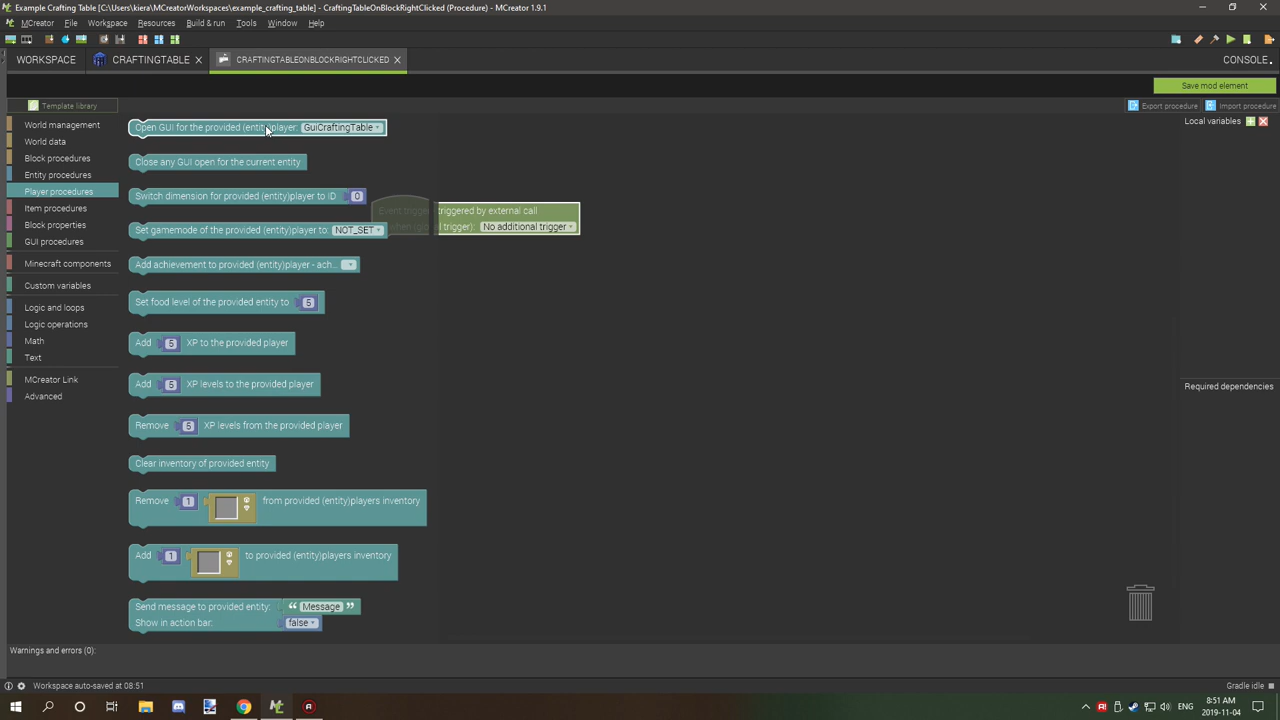 Example Crafting Table [C:\Users\kiera\MCreatorWorkspaces\example_crafting_table] - CraftingTableOnBlockRightClicked (Procedure) - MCreator 1.9.1
MCreator File Workspace Resources Build & run Tools Window Help
WORKSPACE CRAFTINGTABLE CRAFTINGTABLEONBLOCKRIGHTCLICKED CONSOLE
Save mod element
Template library Export procedure Import procedure
Local variables
World management
World data
Block procedures
Entity procedures
Player procedures
Item procedures
Block properties
GUI procedures
Minecraft components
Custom variables
Logic and loops
Logic operations
Math
Text
MCreator Link
Advanced
Open GUI for the provided (entity)player: GuiCraftingTable
Close any GUI open for the current entity
Switch dimension for provided (entity)player to ID 0
Event trigger triggered by external call
trigger): No additional trigger
Set gamemode of the provided (entity)player to: NOT_SET
Add achievement to provided (entity)player - ach...
Set food level of the provided entity to 5
Add 5 XP to the provided player
Add 5 XP levels to the provided player
Remove 5 XP levels from the provided player
Clear inventory of provided entity
Remove 1 from provided (entity)players inventory
Add 1 to provided (entity)players inventory
Send message to provided entity: “ Message ”
Show in action bar: false
Required dependencies
Warnings and errors (0):
Workspace auto-saved at 08:51 Gradle idle
ENG
8:51 AM
2019-11-04